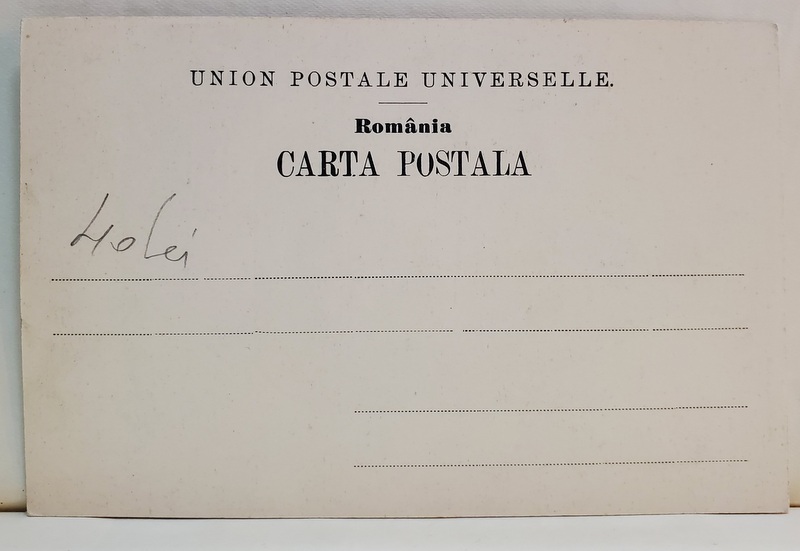 UNION POSTALE UNIVERSELLE.
România
CARTA POSTALA
40 lei